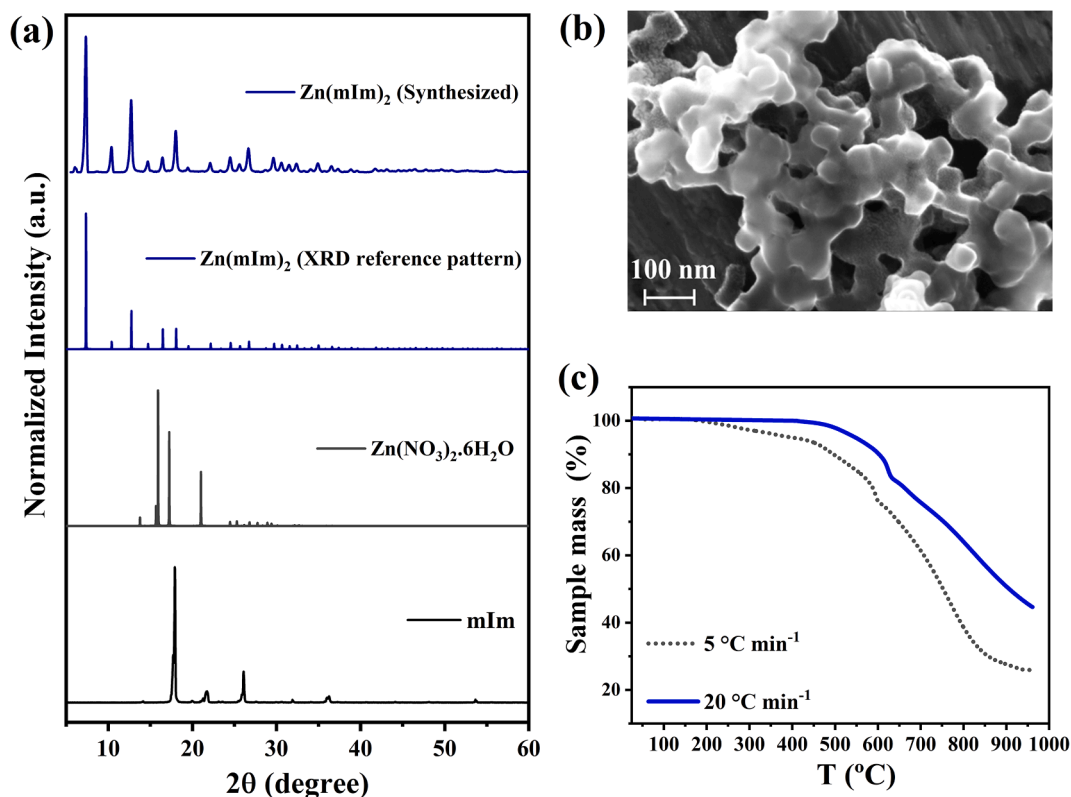 (a)
Zn(mIm)₂ (Synthesized)
Zn(mIm)₂ (XRD reference pattern)
Zn(NO₃)₂.6H₂O
mIm
Normalized Intensity (a.u.)
10 20 30 40 50 60
2θ (degree)
(b)
100 nm
(c)
100
80
60
40
20
Sample mass (%)
5 °C min⁻¹
20 °C min⁻¹
100 200 300 400 500 600 700 800 900 1000
T (ºC)